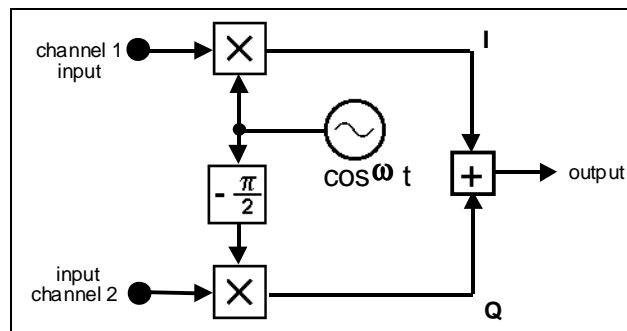 channel 1
input
×
I
cos ω t
+
output
- π/2
input
channel 2
×
Q